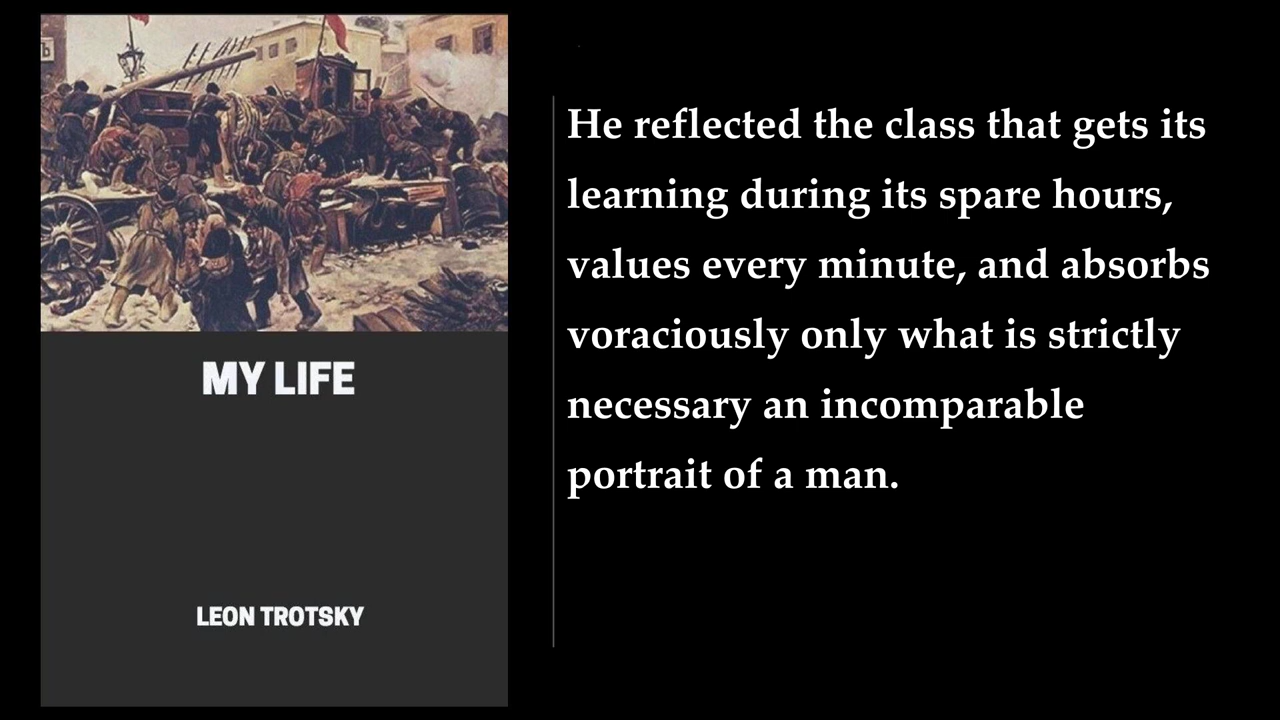 MY LIFE
LEON TROTSKY
He reflected the class that gets its
learning during its spare hours,
values every minute, and absorbs
voraciously only what is strictly
necessary an incomparable
portrait of a man.